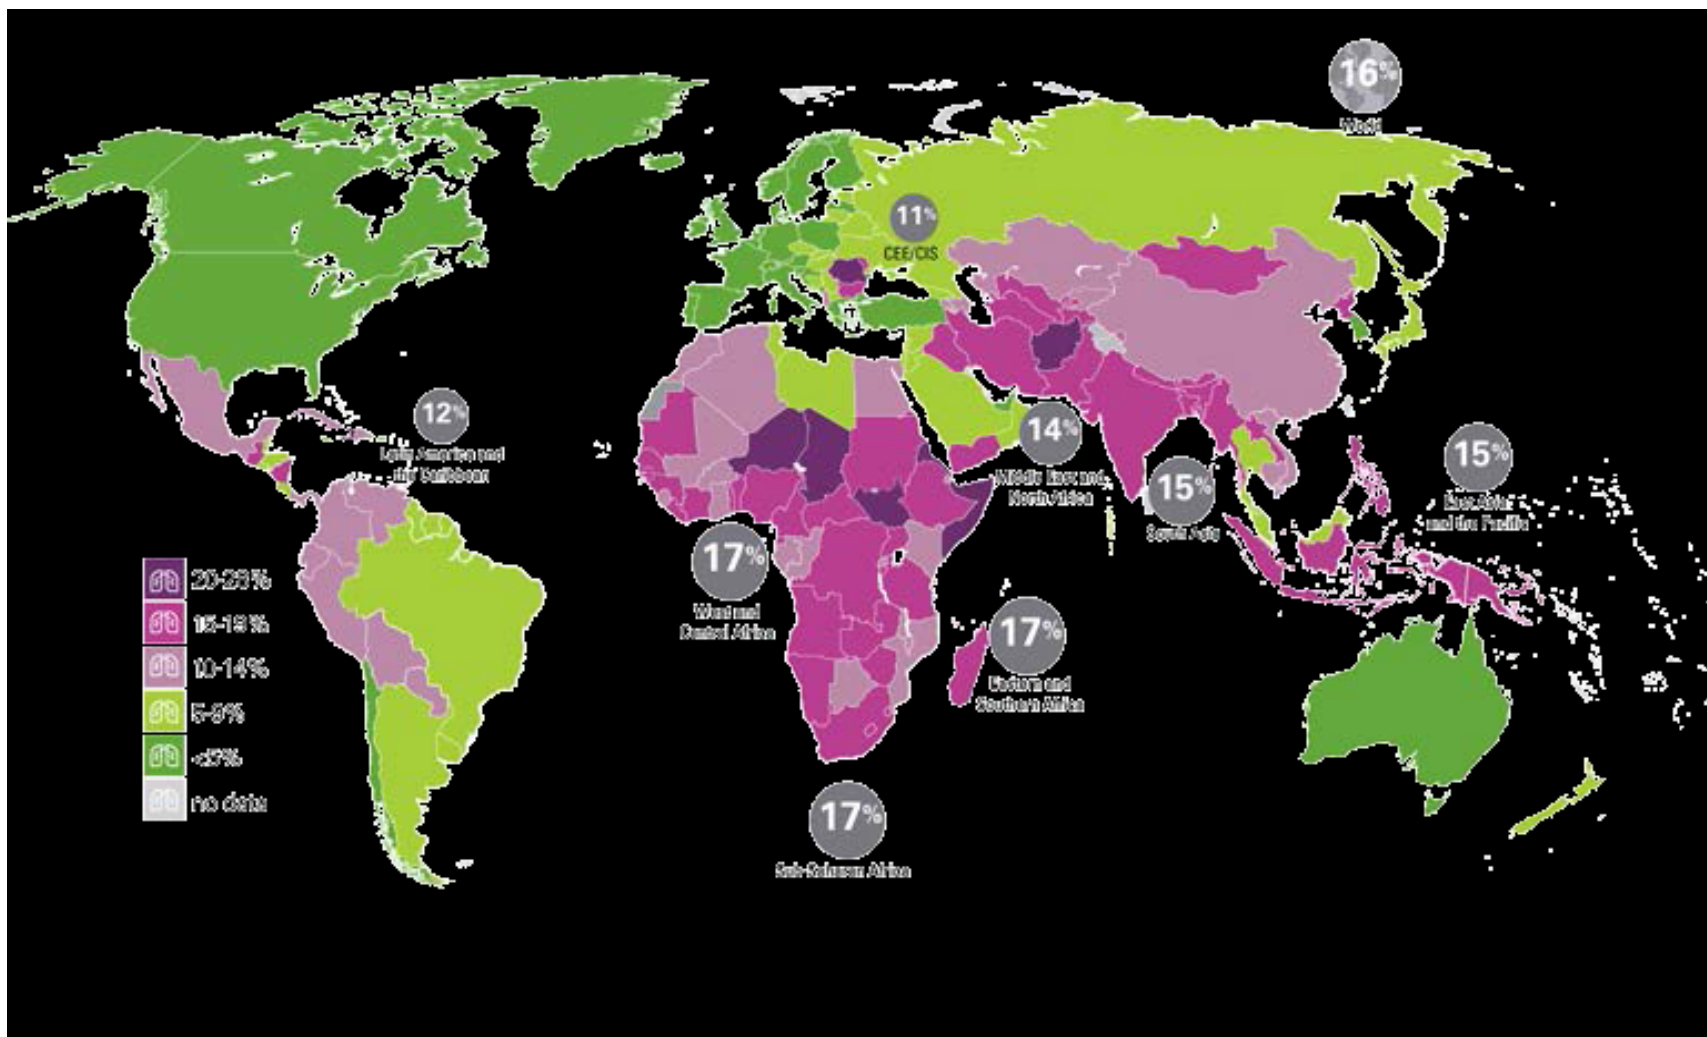 16%
World
11%
CEE/CIS
12%
Latin America and
the Caribbean
14%
Middle East and
North Africa
15%
South Asia
15%
East Asia
and the Pacific
17%
West and
Central Africa
17%
Eastern and
Southern Africa
17%
Sub-Saharan Africa
15-19%
10-14%
5-9%
<5%
no data